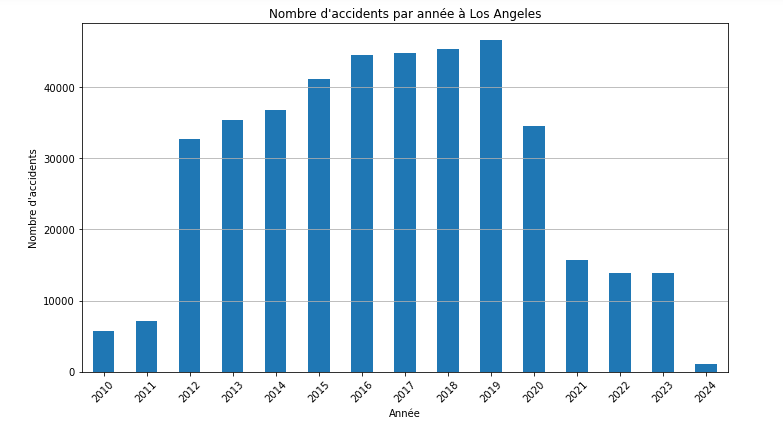 Nombre d'accidents par année à Los Angeles
Nombre d'accidents
40000
30000
20000
10000
0
2010 2011 2012 2013 2014 2015 2016 2017 2018 2019 2020 2021 2022 2023 2024
Année